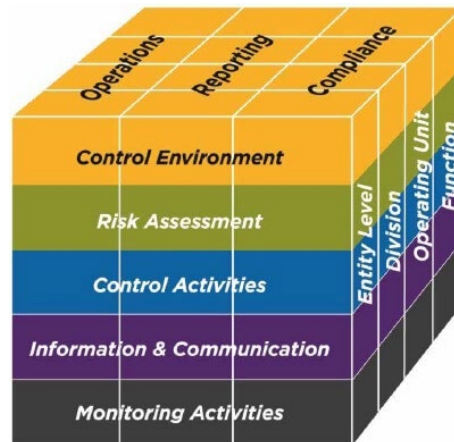 Operations
Reporting
Compliance
Control Environment
Risk Assessment
Control Activities
Information & Communication
Monitoring Activities
Entity Level
Division
Operating Unit
Function